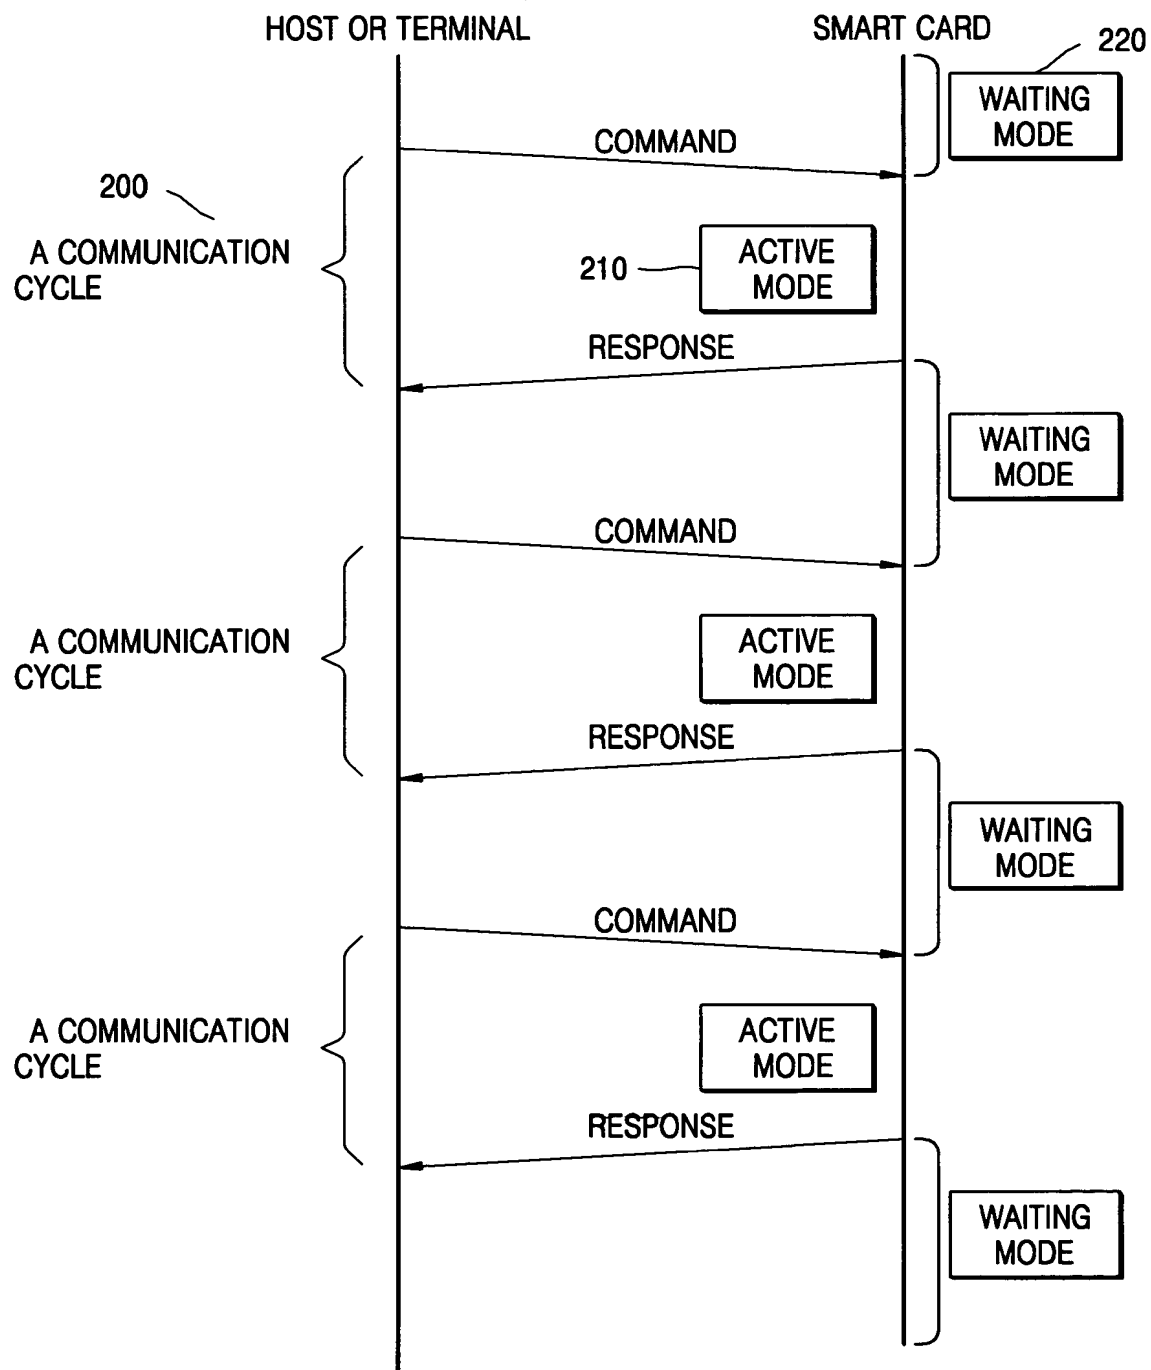 HOST OR TERMINAL
SMART CARD
220
WAITING
MODE
COMMAND
200
A COMMUNICATION
CYCLE
210
ACTIVE
MODE
RESPONSE
WAITING
MODE
COMMAND
A COMMUNICATION
CYCLE
ACTIVE
MODE
RESPONSE
WAITING
MODE
COMMAND
A COMMUNICATION
CYCLE
ACTIVE
MODE
RESPONSE
WAITING
MODE